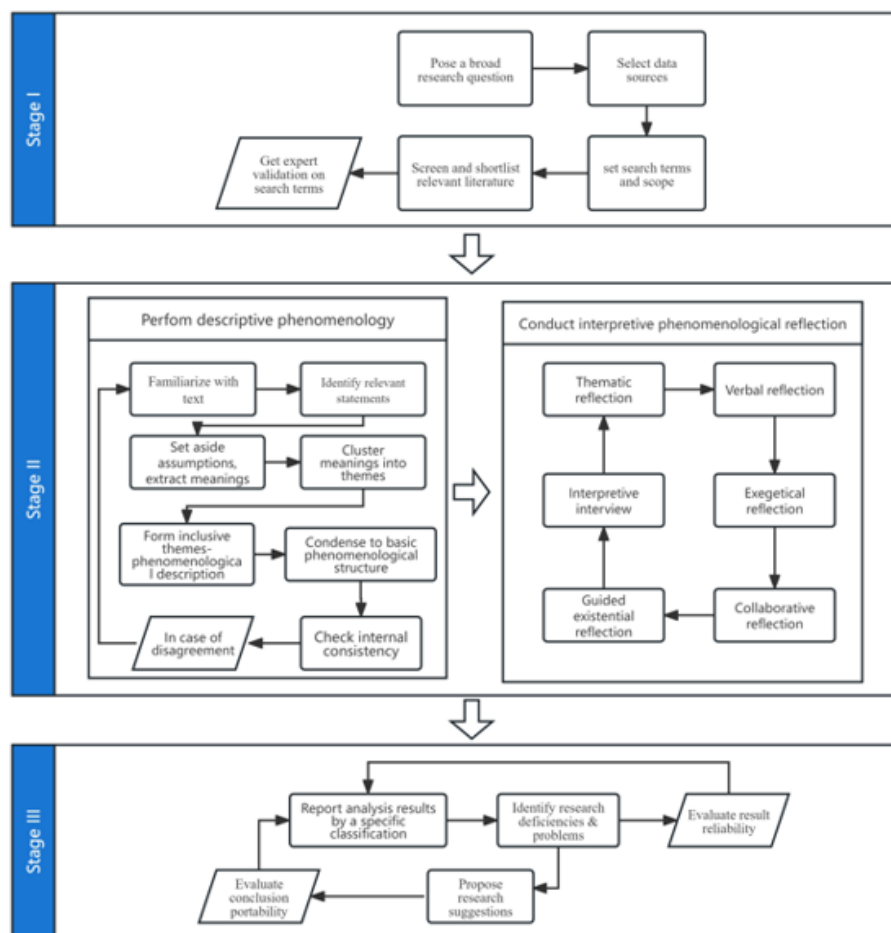 Stage I
Pose a broad
research question
Select data
sources
Get expert
validation on
search terms
Screen and shortlist
relevant literature
set search terms
and scope
Stage II
Perfom descriptive phenomenology
Familiarize with
text
Identify relevant
statements
Set aside
assumptions,
extract meanings
Cluster
meanings into
themes
Form inclusive
themes-
phenomenologica
l description
Condense to basic
phenomenological
structure
In case of
disagreement
Check internal
consistency
Conduct interpretive phenomenological reflection
Thematic
reflection
Verbal reflection
Interpretive
interview
Exegetical
reflection
Guided
existential
reflection
Collaborative
reflection
Stage III
Report analysis results
by a specific
classification
Identify research
deficiencies &
problems
Evaluate result
reliability
Evaluate
conclusion
portability
Propose
research
suggestions